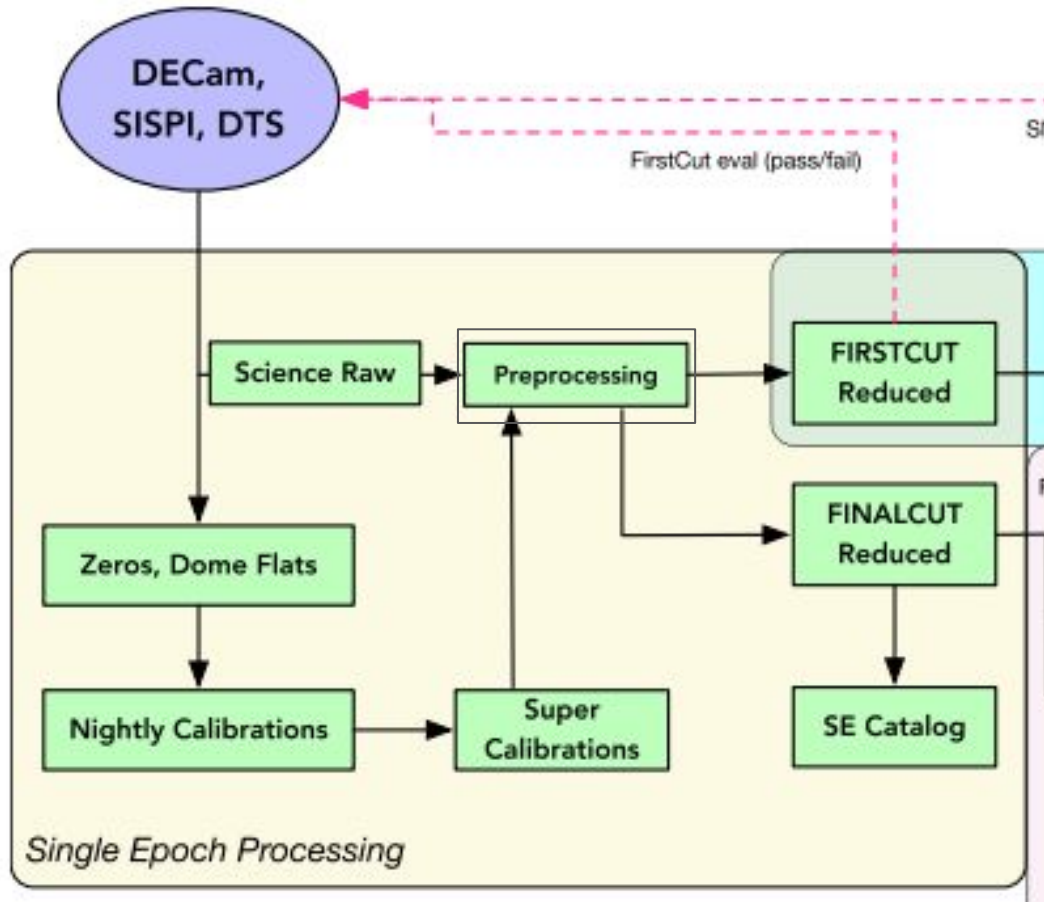 DECam,
SISPI, DTS
FirstCut eval (pass/fail)
Science Raw
Preprocessing
FIRSTCUT
Reduced
FINALCUT
Reduced
Zeros, Dome Flats
Nightly Calibrations
Super
Calibrations
SE Catalog
Single Epoch Processing